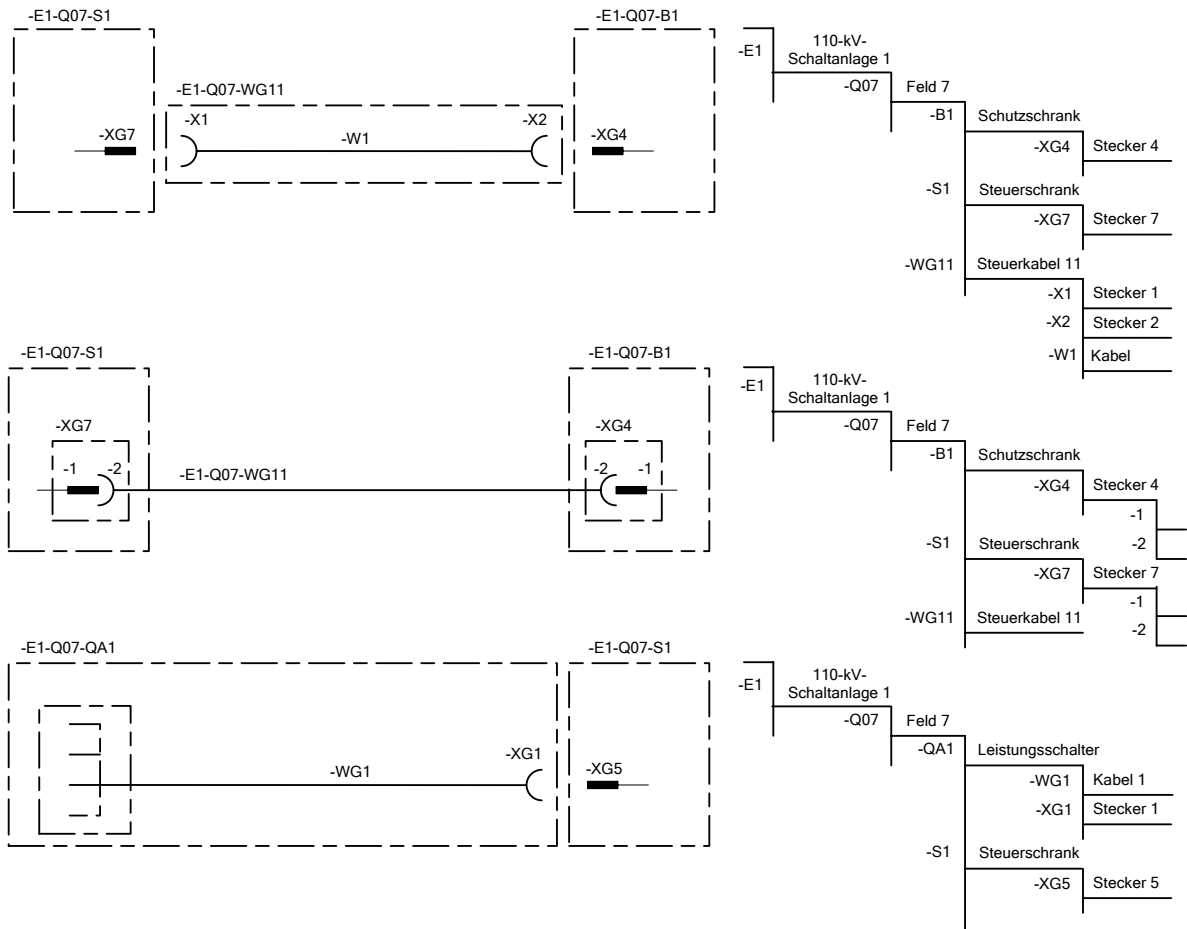 -E1-Q07-S1
-E1-Q07-B1
-E1-Q07-WG11
-X1
-X2
-XG7
-W1
-XG4
-E1
110-kV-
Schaltanlage 1
-Q07
Feld 7
-B1
Schutzschrank
-XG4
Stecker 4
-S1
Steuerschrank
-XG7
Stecker 7
-WG11
Steuerkabel 11
-X1
Stecker 1
-X2
Stecker 2
-W1
Kabel
-E1-Q07-S1
-E1-Q07-B1
-XG7
-1
-2
-E1-Q07-WG11
-XG4
-2
-1
-E1
110-kV-
Schaltanlage 1
-Q07
Feld 7
-B1
Schutzschrank
-XG4
Stecker 4
-1
-2
-S1
Steuerschrank
-XG7
Stecker 7
-1
-2
-WG11
Steuerkabel 11
-E1-Q07-QA1
-E1-Q07-S1
-WG1
-XG1
-XG5
-E1
110-kV-
Schaltanlage 1
-Q07
Feld 7
-QA1
Leistungsschalter
-WG1
Kabel 1
-XG1
Stecker 1
-S1
Steuerschrank
-XG5
Stecker 5